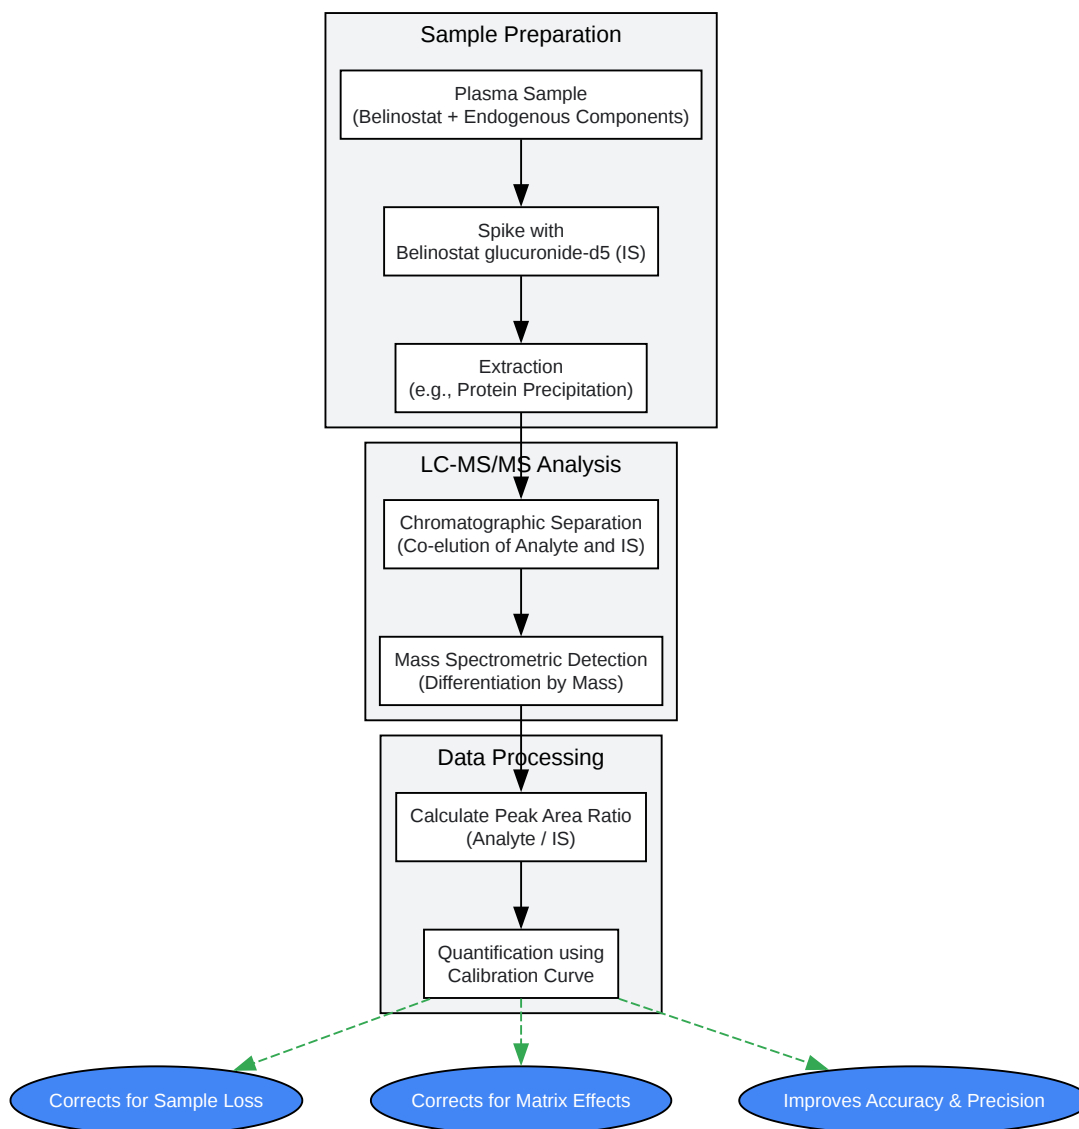 Sample Preparation
Plasma Sample
(Belinostat + Endogenous Components)
Spike with
Belinostat glucuronide-d5 (IS)
Extraction
(e.g., Protein Precipitation)
LC-MS/MS Analysis
Chromatographic Separation
(Co-elution of Analyte and IS)
Mass Spectrometric Detection
(Differentiation by Mass)
Data Processing
Calculate Peak Area Ratio
(Analyte / IS)
Quantification using
Calibration Curve
Corrects for Sample Loss
Corrects for Matrix Effects
Improves Accuracy & Precision